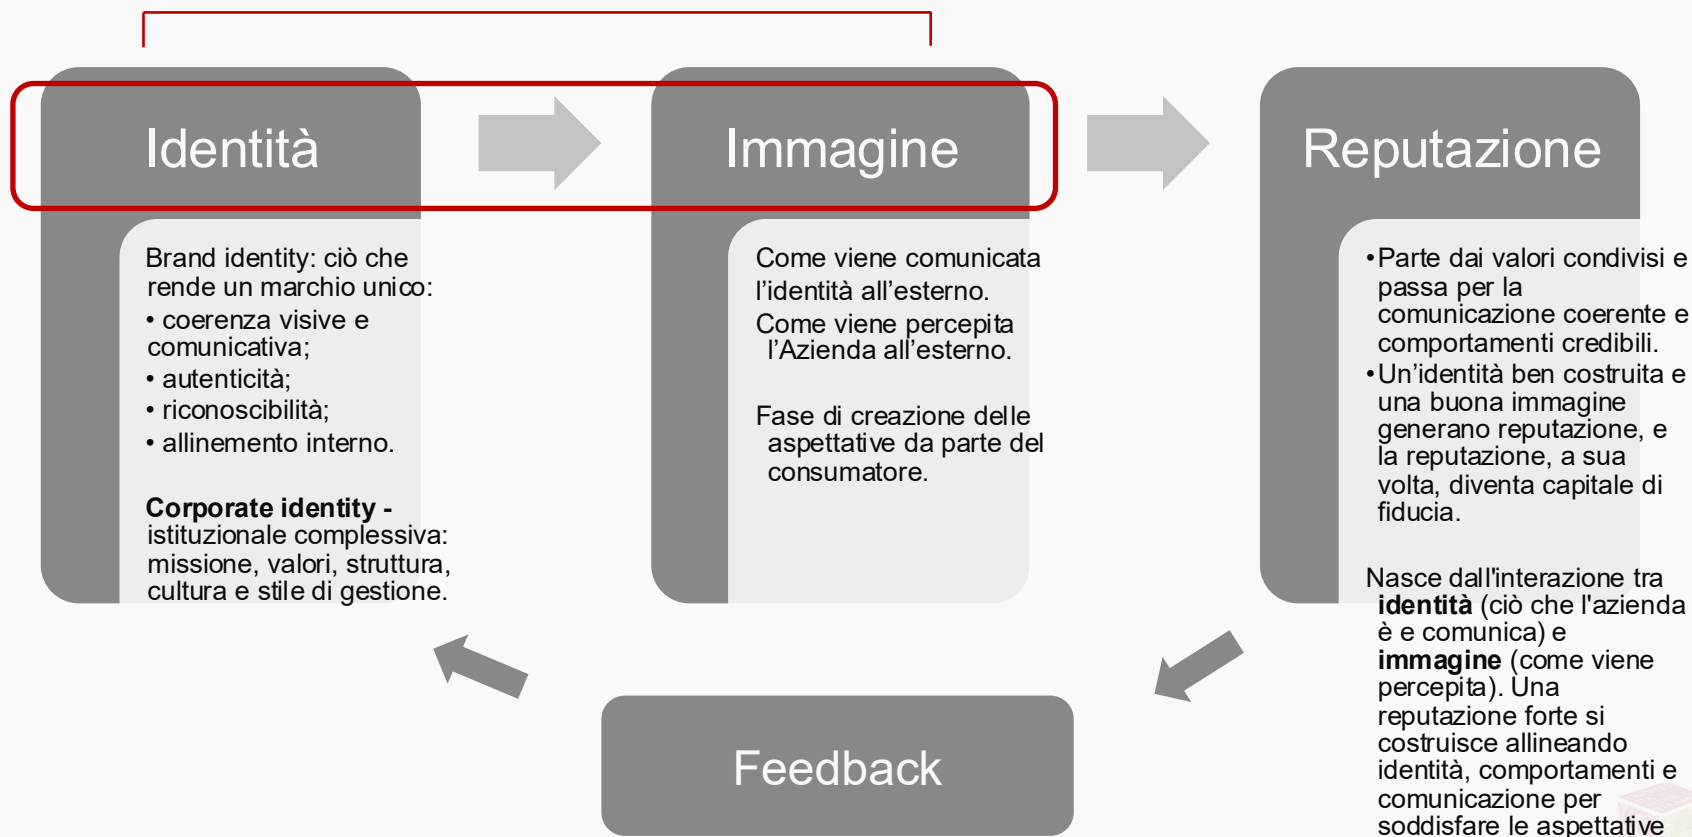 Identità
Brand identity: ciò che
rende un marchio unico:
• coerenza visive e
comunicativa;
• autenticità;
• riconoscibilità;
• allinemento interno.
Corporate identity -
istituzionale complessiva:
missione, valori, struttura,
cultura e stile di gestione.
Immagine
Come viene comunicata
l’identità all’esterno.
Come viene percepita
l’Azienda all’esterno.
Fase di creazione delle
aspettative da parte del
consumatore.
Reputazione
•Parte dai valori condivisi e
passa per la
comunicazione coerente e
comportamenti credibili.
•Un’identità ben costruita e
una buona immagine
generano reputazione, e
la reputazione, a sua
volta, diventa capitale di
fiducia.
Nasce dall'interazione tra
identità (ciò che l'azienda
è e comunica) e
immagine (come viene
percepita). Una
reputazione forte si
costruisce allineando
identità, comportamenti e
comunicazione per
soddisfare le aspettative
Feedback